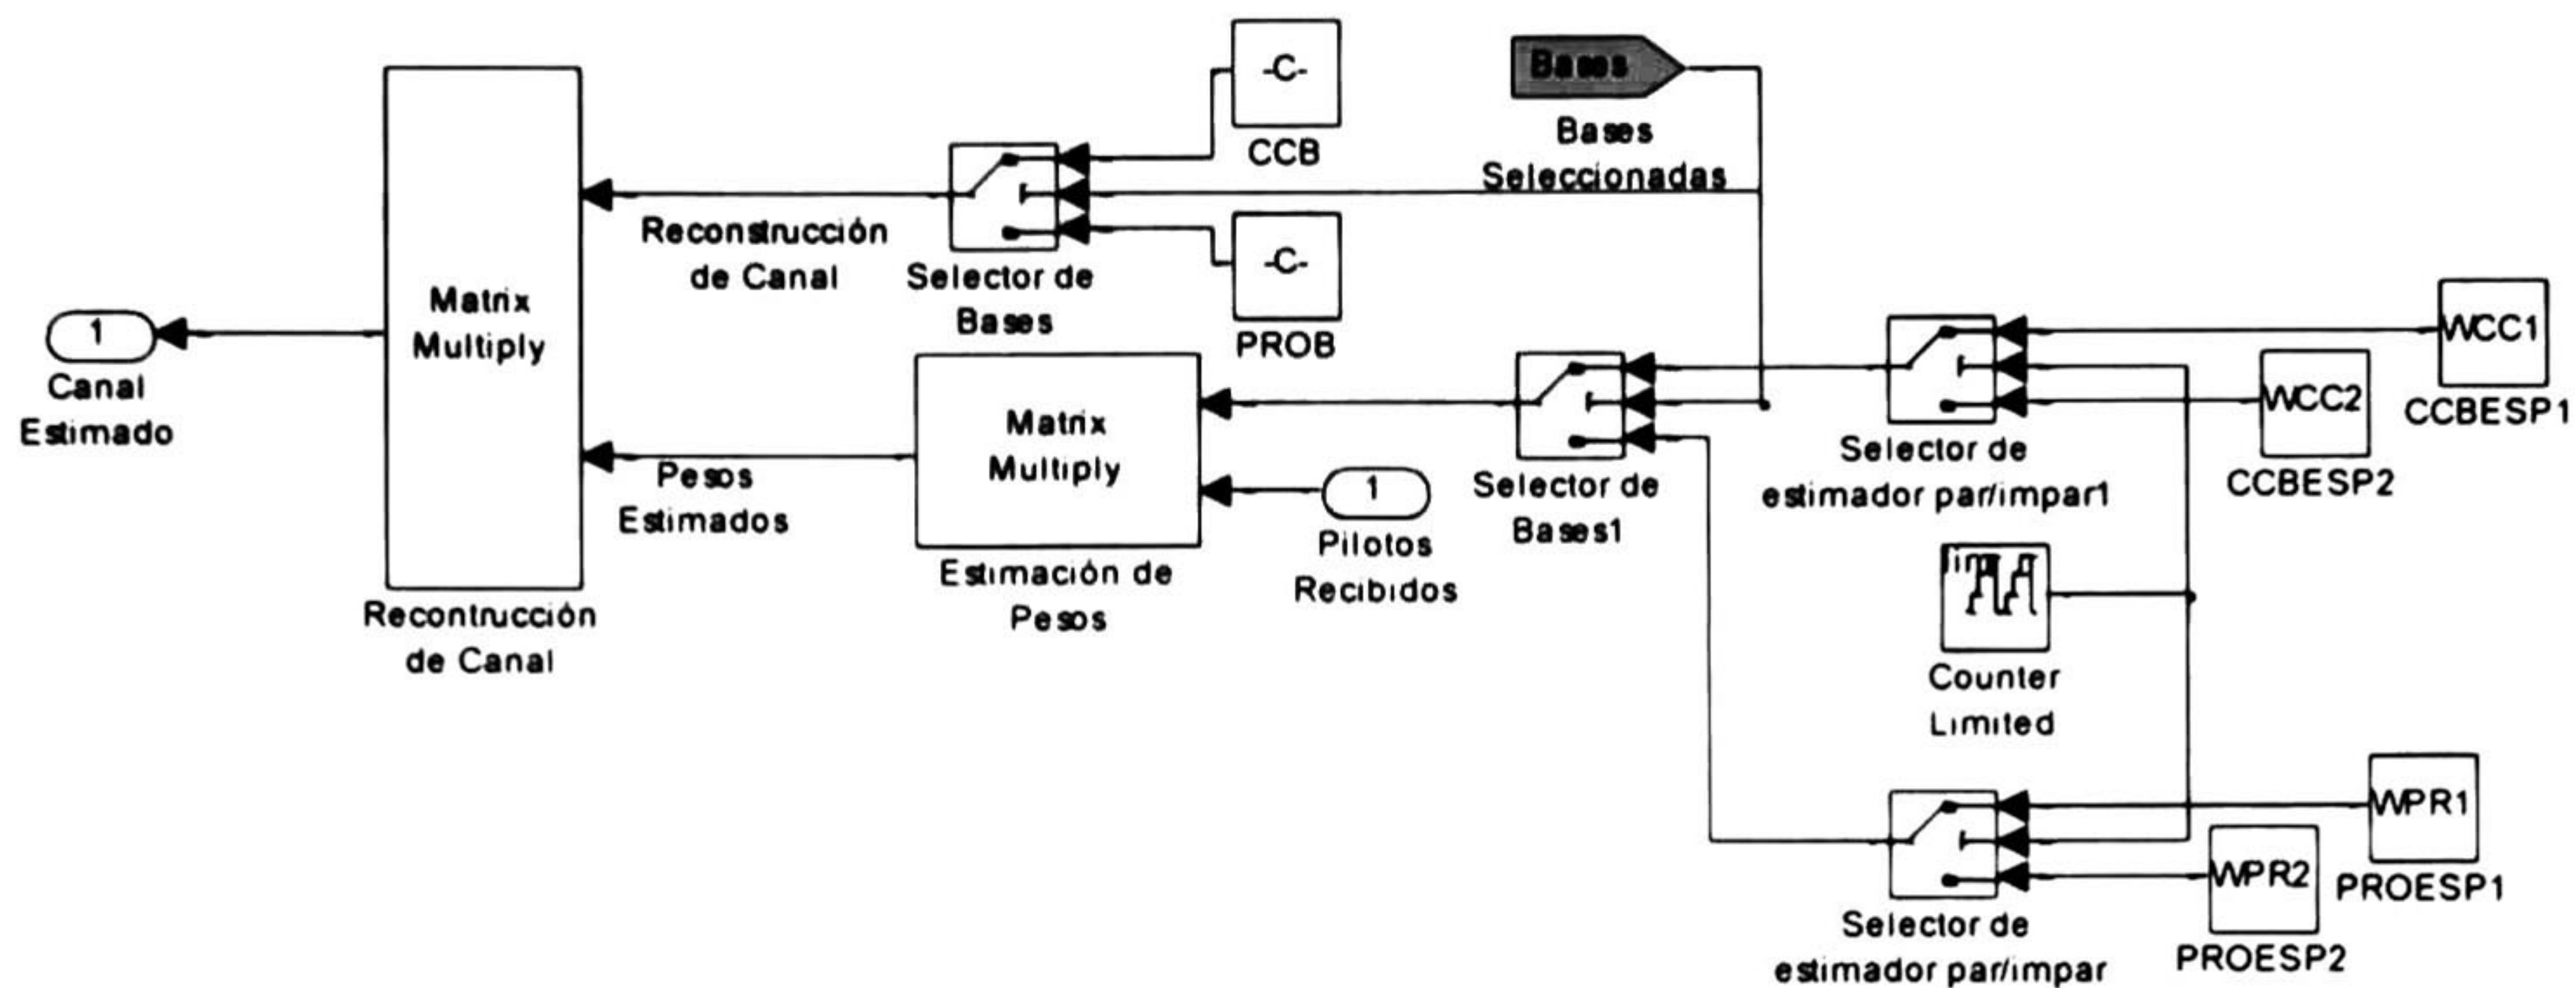 -C-
CCB
Bases
Bases
Seleccionadas
Reconstrucción
de Canal
Selector de
Bases
-C-
PROB
Matrix
Multiply
1
Canal
Estimado
Recontrucción
de Canal
Pesos
Estimados
Matrix
Multiply
Estimación de
Pesos
1
Pilotos
Recibidos
Selector de
Bases1
Selector de
estimador par/impar1
WCC1
CCBESP1
WCC2
CCBESP2
Counter
Limited
Selector de
estimador par/impar
WPR1
PROESP1
WPR2
PROESP2